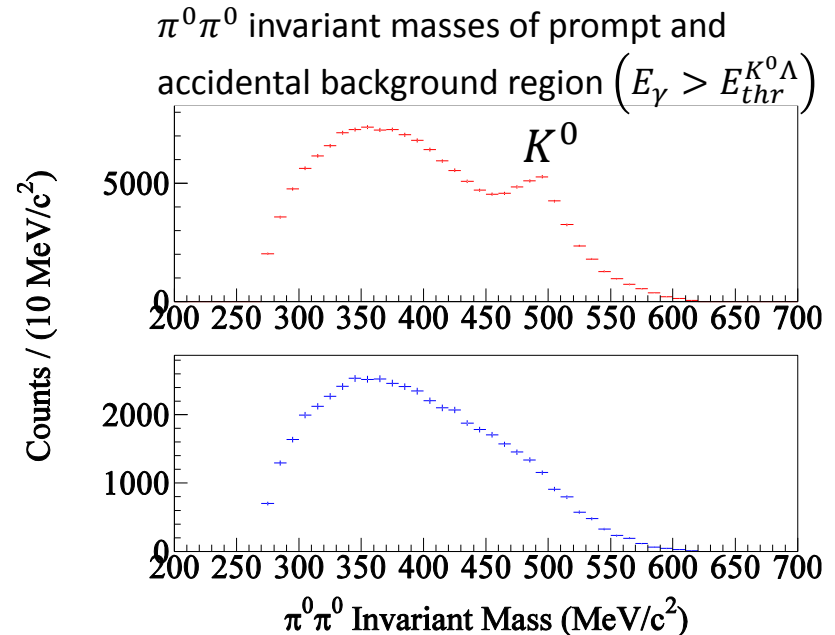 π⁰π⁰ invariant masses of prompt and
accidental background region (E_γ > E_thr^{K⁰Λ})
K⁰
5000
0
200 250 300 350 400 450 500 550 600 650 700
2000
1000
0
200 250 300 350 400 450 500 550 600 650 700
Counts / (10 MeV/c²)
π⁰π⁰ Invariant Mass (MeV/c²)